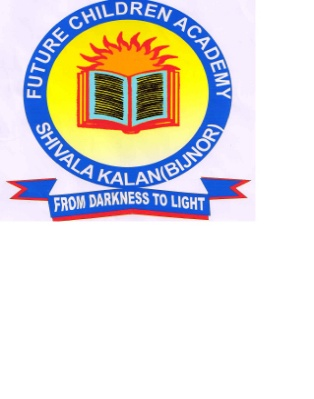 FUTURE CHILDREN ACADEMY
SHIVALA KALAN(BIJNOR)
FROM DARKNESS TO LIGHT